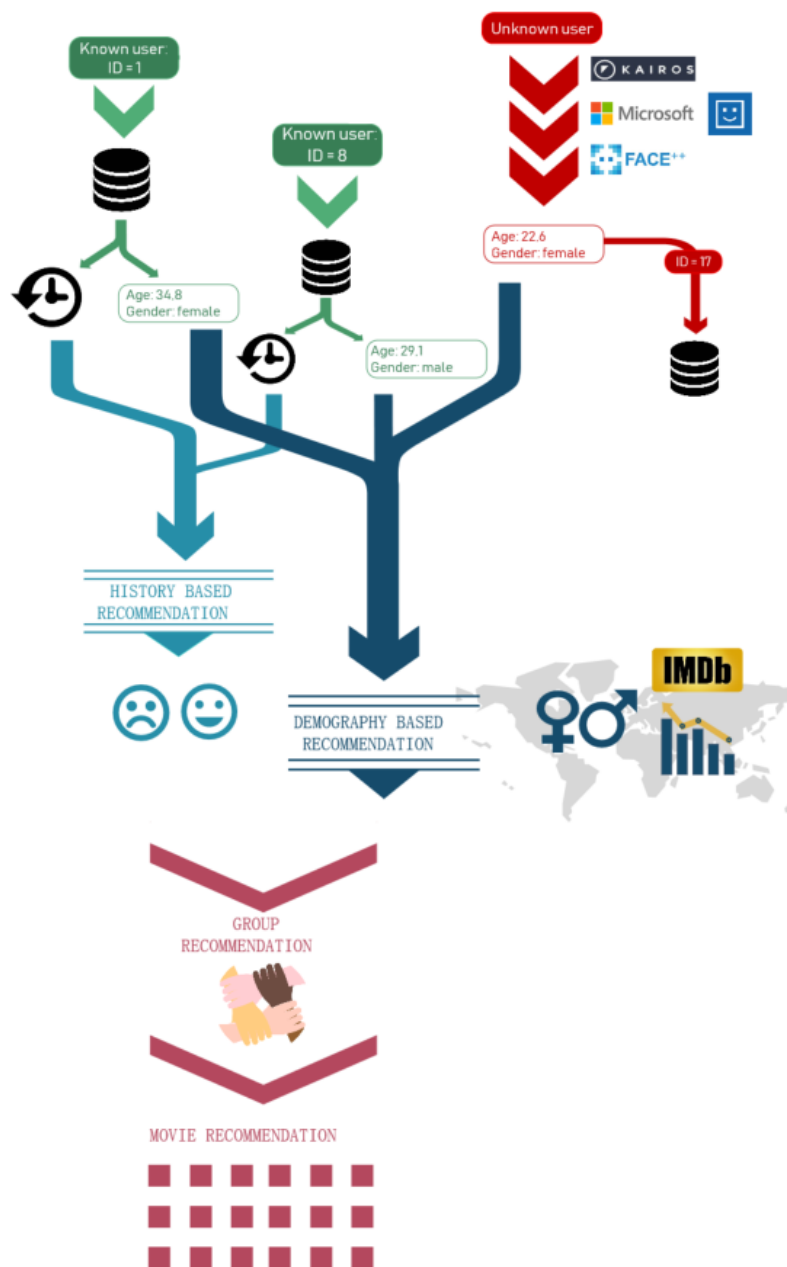 Known user:
ID = 1
Unknown user
KAIROS
Microsoft
FACE++
Known user:
ID = 8
Age: 22,6
Gender: female
ID = 17
Age: 34,8
Gender: female
Age: 29,1
Gender: male
HISTORY BASED
RECOMMENDATION
IMDb
DEMOGRAPHY BASED
RECOMMENDATION
GROUP
RECOMMENDATION
MOVIE RECOMMENDATION